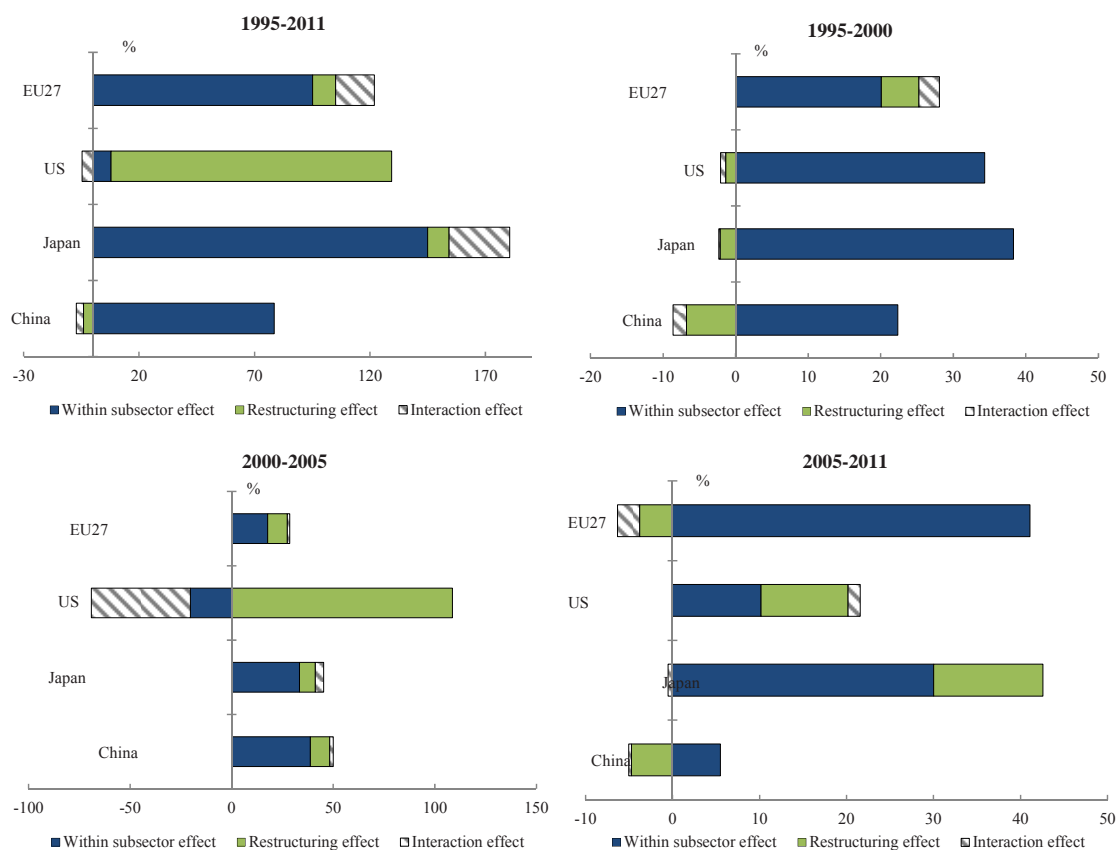 1995-2011
%
EU27
US
Japan
China
-30 20 70 120 170
Within subsector effect Restructuring effect Interaction effect
1995-2000
%
EU27
US
Japan
China
-20 -10 0 10 20 30 40 50
Within subsector effect Restructuring effect Interaction effect
2000-2005
%
EU27
US
Japan
China
-100 -50 0 50 100 150
Within subsector effect Restructuring effect Interaction effect
2005-2011
%
EU27
US
Japan
China
-10 0 10 20 30 40 50
Within subsector effect Restructuring effect Interaction effect